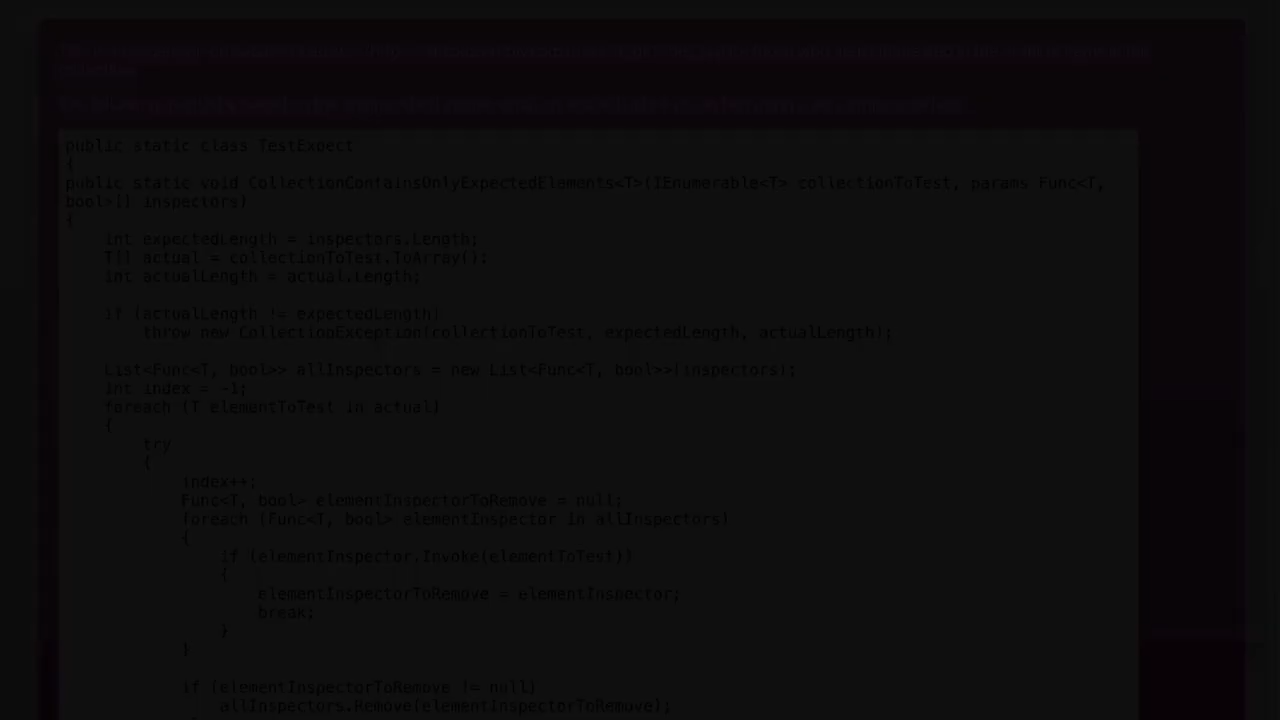 public static class TestExpect
{
public static void CollectionContainsOnlyExpectedElements<T>(IEnumerable<T> collectionToTest, params Func<T,
bool>[] inspectors)
{
    int expectedLength = inspectors.Length;
    T[] actual = collectionToTest.ToArray();
    int actualLength = actual.Length;

    if (actualLength != expectedLength)
        throw new CollectionException(collectionToTest, expectedLength, actualLength);

    List<Func<T, bool>> allInspectors = new List<Func<T, bool>>(inspectors);
    int index = -1;
    foreach (T elementToTest in actual)
    {
        try
        {
            index++;
            Func<T, bool> elementInspectorToRemove = null;
            foreach (Func<T, bool> elementInspector in allInspectors)
            {
                if (elementInspector.Invoke(elementToTest))
                {
                    elementInspectorToRemove = elementInspector;
                    break;
                }
            }

            if (elementInspectorToRemove != null)
                allInspectors.Remove(elementInspectorToRemove);